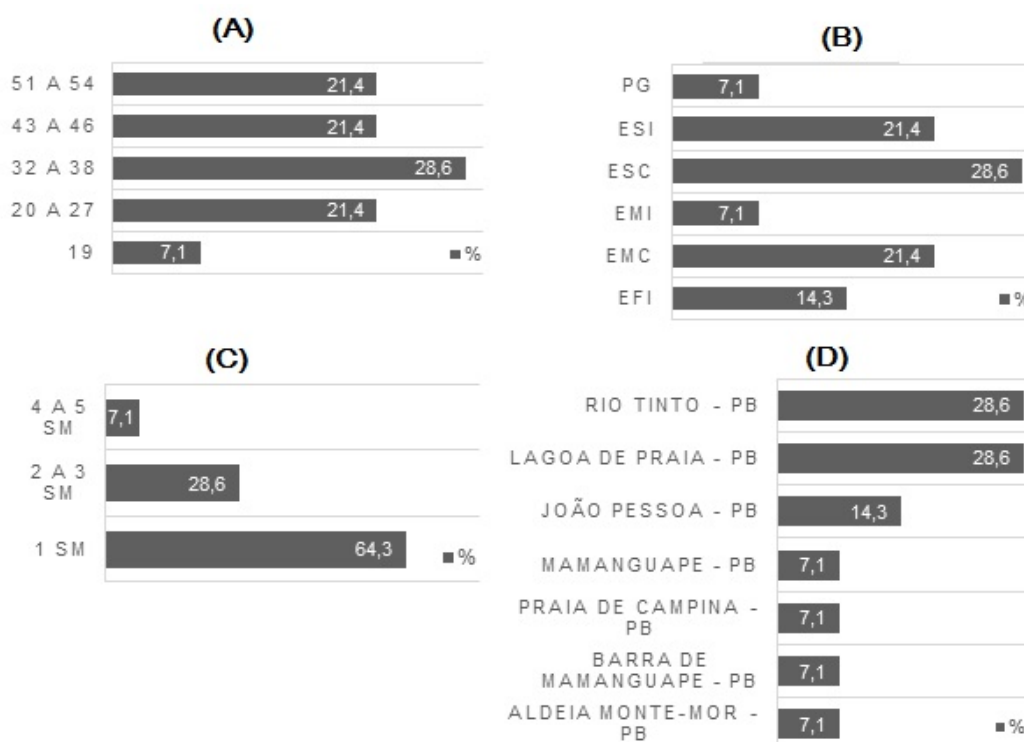 (A)
51 A 54
21,4
43 A 46
21,4
32 A 38
28,6
20 A 27
21,4
19
7,1
%
(B)
PG
7,1
ESI
21,4
ESC
28,6
EMI
7,1
EMC
21,4
EFI
14,3
%
(C)
4 A 5
SM
7,1
2 A 3
SM
28,6
1 SM
64,3
%
(D)
RIO TINTO - PB
28,6
LAGOA DE PRAIA - PB
28,6
JOÃO PESSOA - PB
14,3
MAMANGUAPE - PB
7,1
PRAIA DE CAMPINA -
PB
7,1
BARRA DE
MAMANGUAPE - PB
7,1
ALDEIA MONTE-MOR -
PB
7,1
%